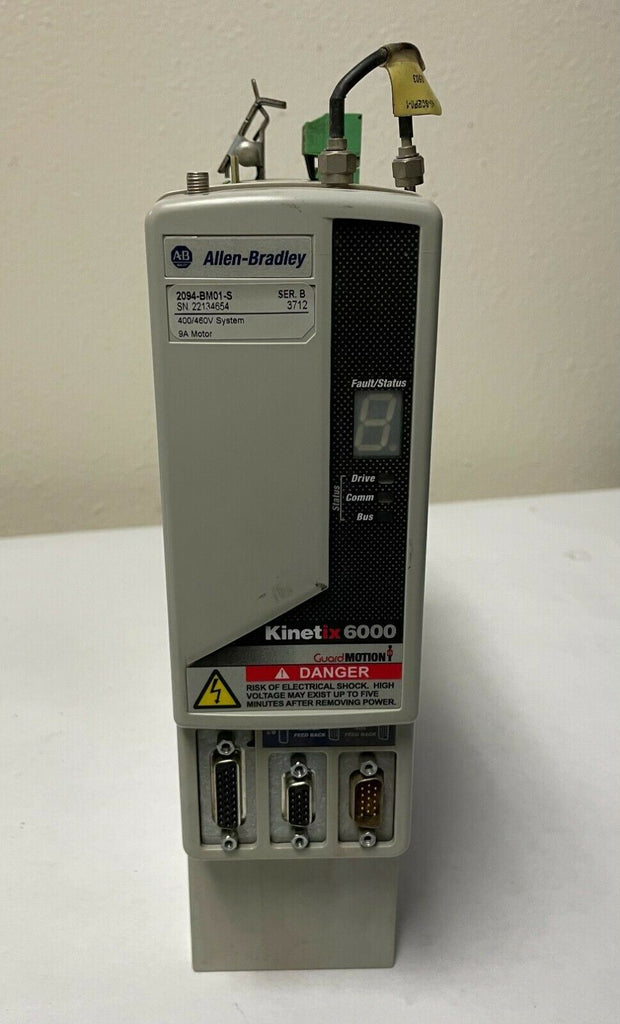 AB
Allen-Bradley
2094-BM01-S SER. B
SN. 22134654 3712
400/460V System
9A Motor
Fault/Status
8
Status
Drive
Comm
Bus
Kinetix 6000
GuardMOTION
DANGER
RISK OF ELECTRICAL SHOCK. HIGH
VOLTAGE MAY EXIST UP TO FIVE
MINUTES AFTER REMOVING POWER.
FEED BACK FEED BACK